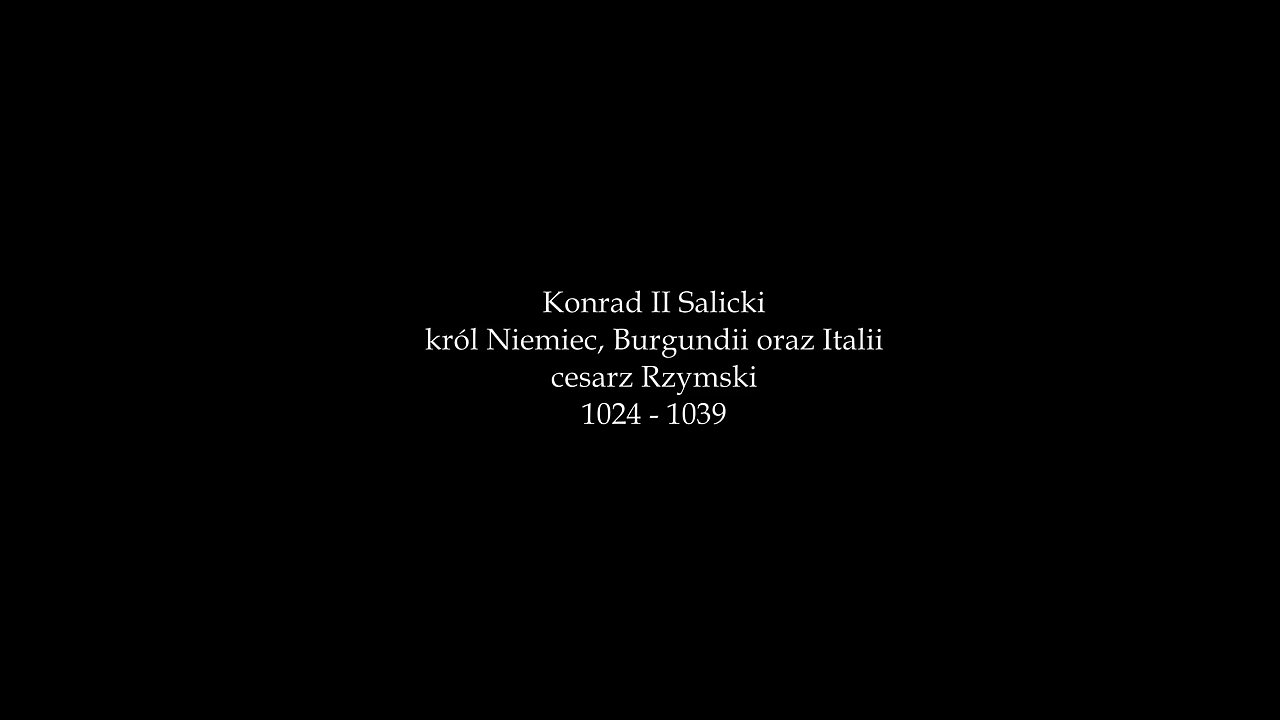 Konrad II Salicki
król Niemiec, Burgundii oraz Italii
cesarz Rzymski
1024 - 1039